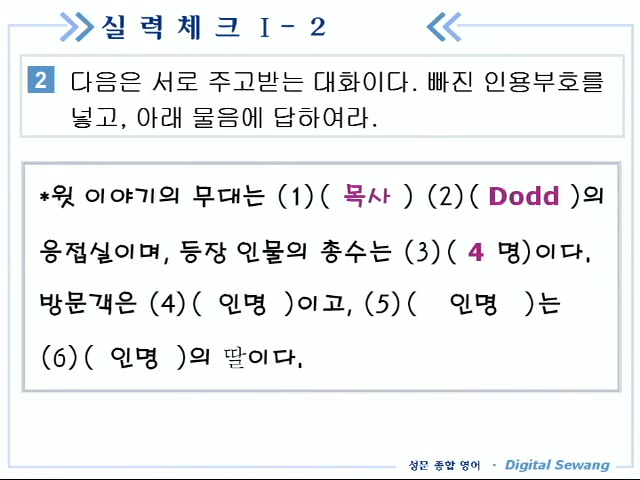 실 력 체 크 Ⅰ - 2
2 다음은 서로 주고받는 대화이다. 빠진 인용부호를
넣고, 아래 물음에 답하여라.
*윗 이야기의 무대는 (1)( 목사 ) (2)( Dodd )의
응접실이며, 등장 인물의 총수는 (3)( 4 명)이다.
방문객은 (4)( 인명 )이고, (5)( 인명 )는
(6)( 인명 )의 딸이다.
성문 종합 영어 · Digital Sewang